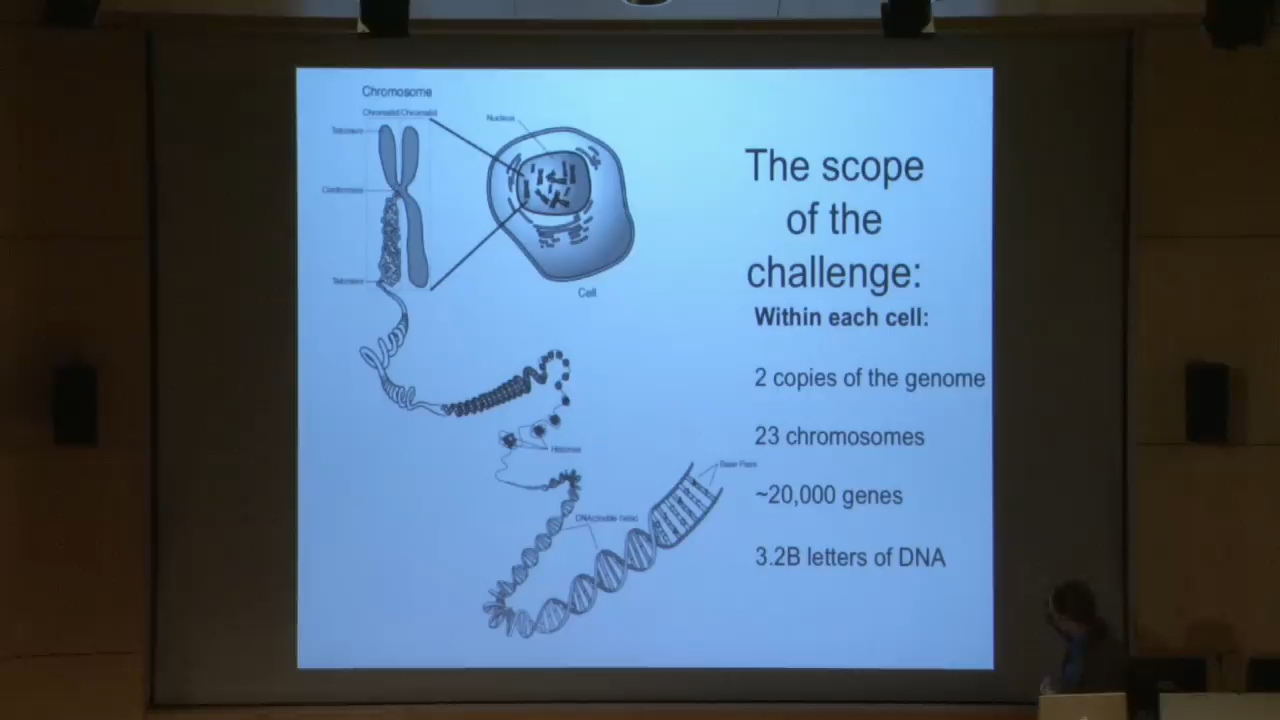 Chromosome
Chromatid Chromatid
Nucleus
Telomere
Centromere
Telomere
Cell
Histones
Base Pairs
DNA(double helix)
The scope
of the
challenge:
Within each cell:
2 copies of the genome
23 chromosomes
~20,000 genes
3.2B letters of DNA